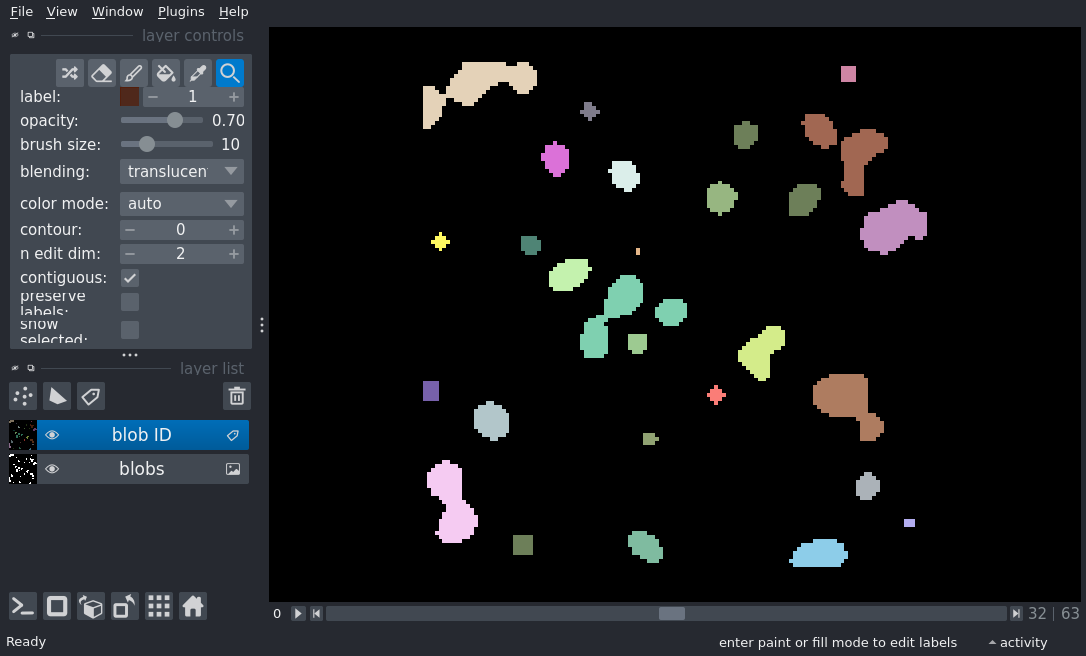 File View Window Plugins Help
layer controls
label: 1
opacity: 0.70
brush size: 10
blending: translucen
color mode: auto
contour: 0
n edit dim: 2
contiguous:
preserve
labels:
show
selected:
layer list
blob ID
blobs
0 32 | 63
Ready enter paint or fill mode to edit labels activity